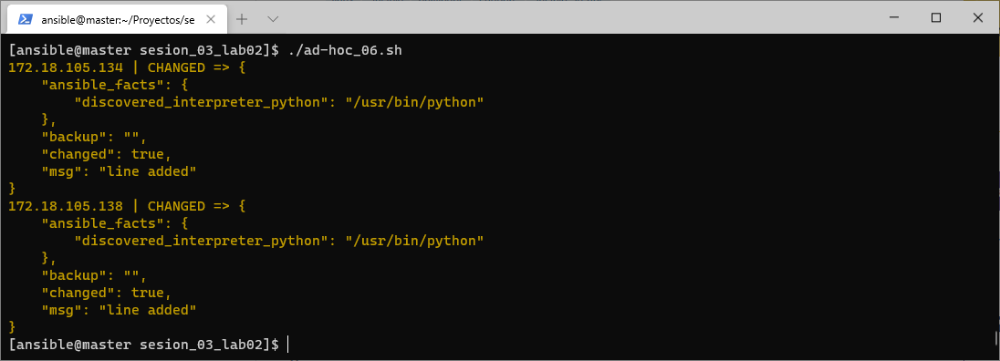 ansible@master:~/Proyectos/se
[ansible@master sesion_03_lab02]$ ./ad-hoc_06.sh
172.18.105.134 | CHANGED => {
    "ansible_facts": {
        "discovered_interpreter_python": "/usr/bin/python"
    },
    "backup": "",
    "changed": true,
    "msg": "line added"
}
172.18.105.138 | CHANGED => {
    "ansible_facts": {
        "discovered_interpreter_python": "/usr/bin/python"
    },
    "backup": "",
    "changed": true,
    "msg": "line added"
}
[ansible@master sesion_03_lab02]$